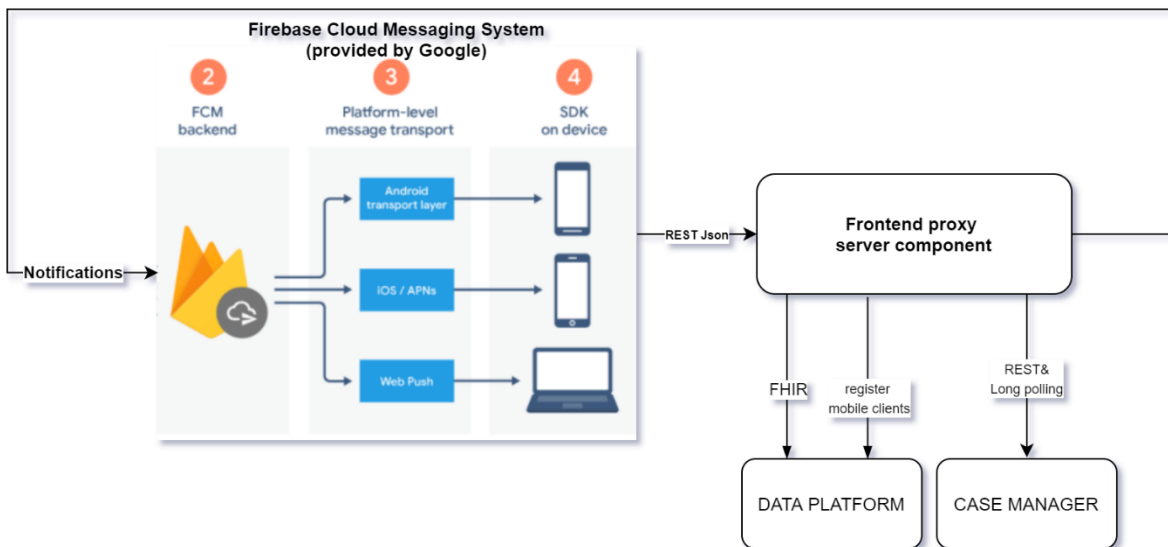 Firebase Cloud Messaging System
(provided by Google)
2
3
4
FCM
backend
Platform-level
message transport
SDK
on device
Android
transport layer
iOS / APNs
Web Push
Notifications
REST Json
Frontend proxy
server component
FHIR
register
mobile clients
REST&
Long polling
DATA PLATFORM
CASE MANAGER